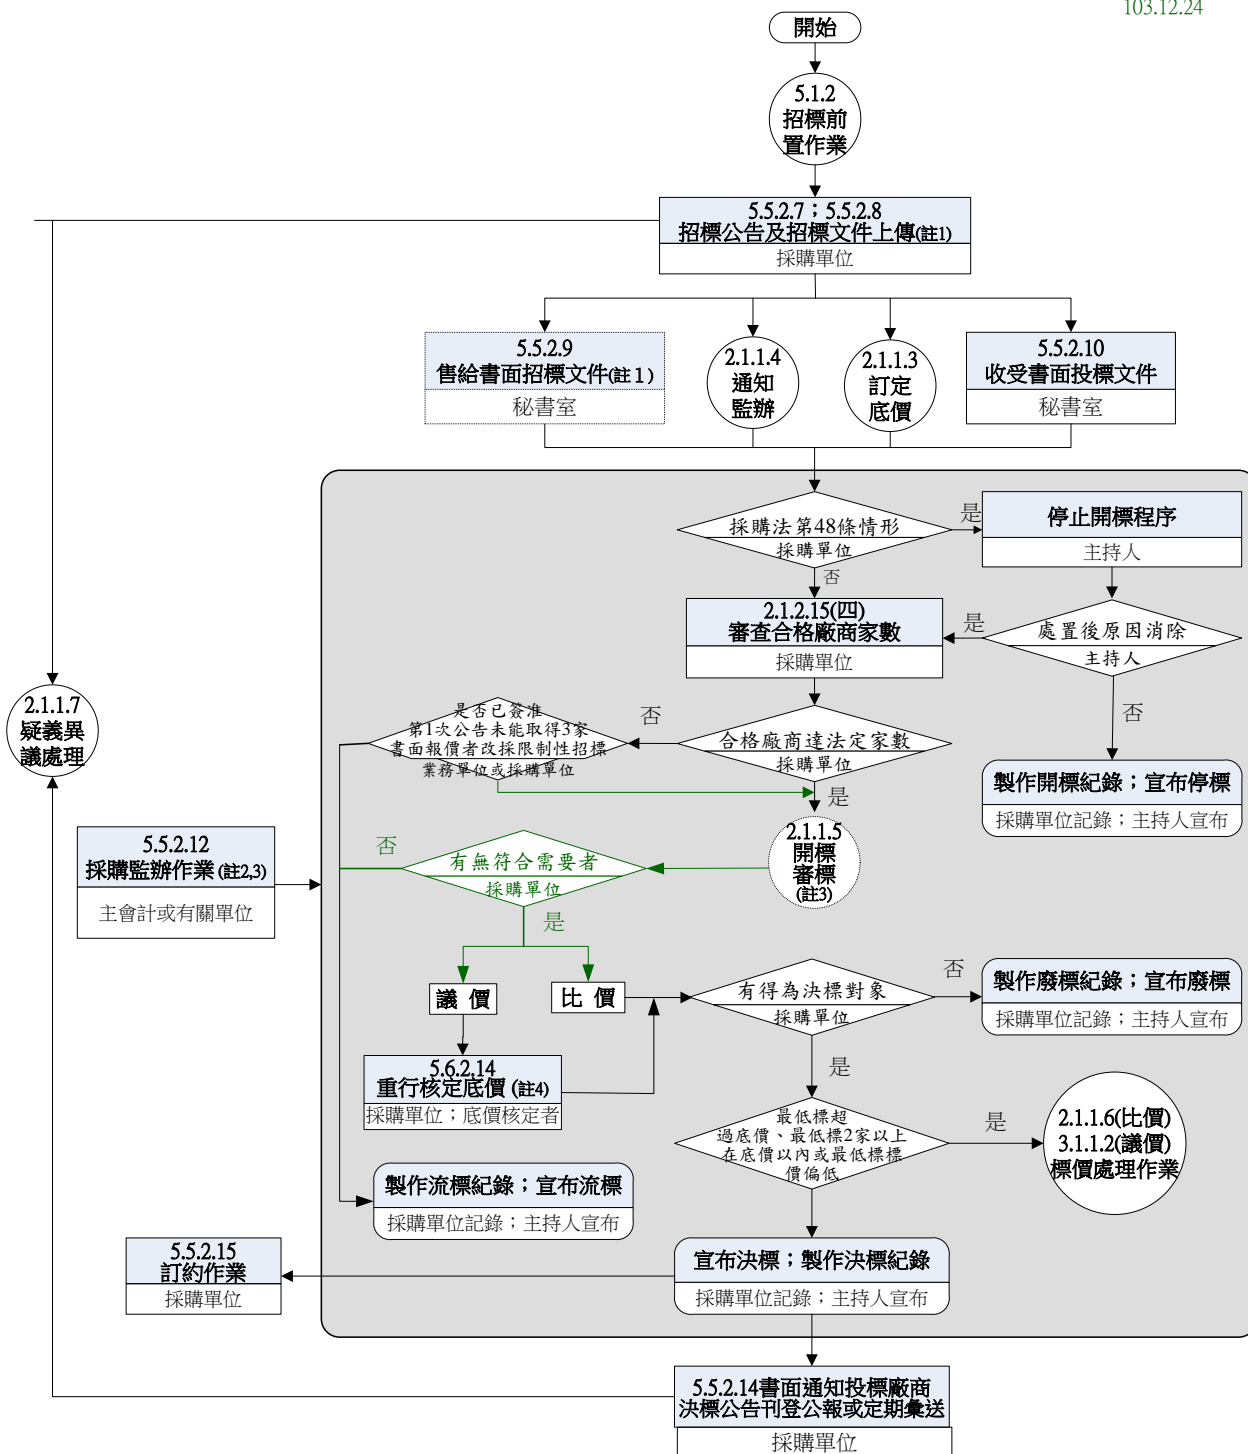 103.12.24
開始
5.1.2
招標前
置作業
5.5.2.7；5.5.2.8
招標公告及招標文件上傳(註1)
採購單位
5.5.2.9
售給書面招標文件(註１)
秘書室
2.1.1.4
通知
監辦
2.1.1.3
訂定
底價
5.5.2.10
收受書面投標文件
秘書室
採購法第48條情形
採購單位
是
停止開標程序
主持人
否
2.1.2.15(四)
審查合格廠商家數
採購單位
是
處置後原因消除
主持人
否
製作開標紀錄；宣布停標
採購單位記錄；主持人宣布
2.1.1.7
疑義異
議處理
是否已簽准
第1次公告未能取得3家
書面報價者改採限制性招標
業務單位或採購單位
否
合格廠商達法定家數
採購單位
是
5.5.2.12
採購監辦作業(註2,3)
主會計或有關單位
否
有無符合需要者
採購單位
是
2.1.1.5
開標
審標
(註3)
議 價
比 價
有得為決標對象
採購單位
否
製作廢標紀錄；宣布廢標
採購單位記錄；主持人宣布
5.6.2.14
重行核定底價(註4)
採購單位；底價核定者
是
最低標超
過底價、最低標2家以上
在底價以內或最低標標
價偏低
是
2.1.1.6(比價)
3.1.1.2(議價)
標價處理作業
製作流標紀錄；宣布流標
採購單位記錄；主持人宣布
5.5.2.15
訂約作業
採購單位
宣布決標；製作決標紀錄
採購單位記錄；主持人宣布
5.5.2.14書面通知投標廠商
決標公告刊登公報或定期彙送
採購單位